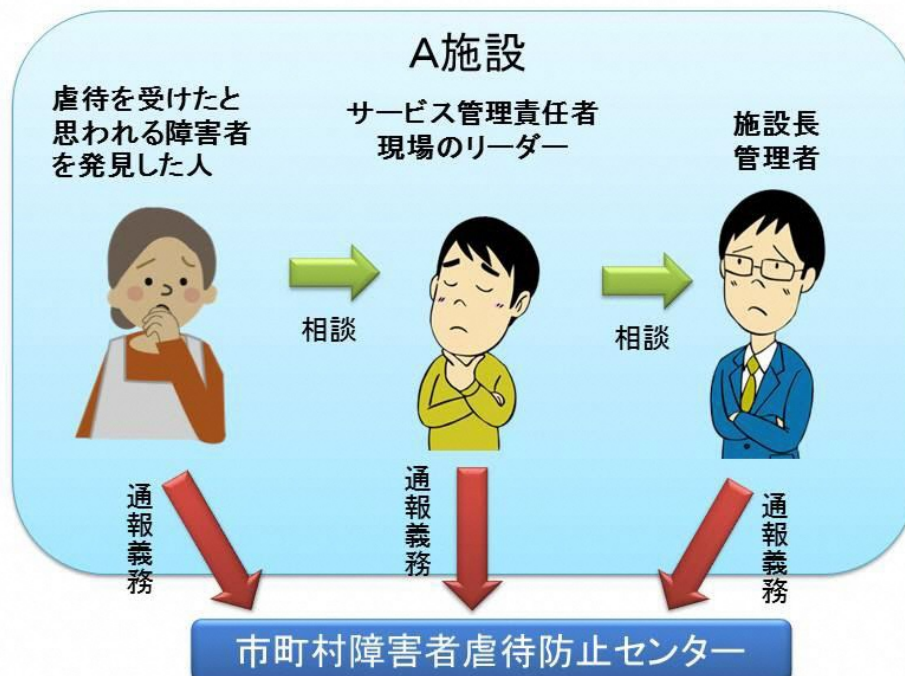 A施設
虐待を受けたと
思われる障害者
を発見した人
サービス管理責任者
現場のリーダー
施設長
管理者
相談
相談
通報義務
通報義務
通報義務
市町村障害者虐待防止センター